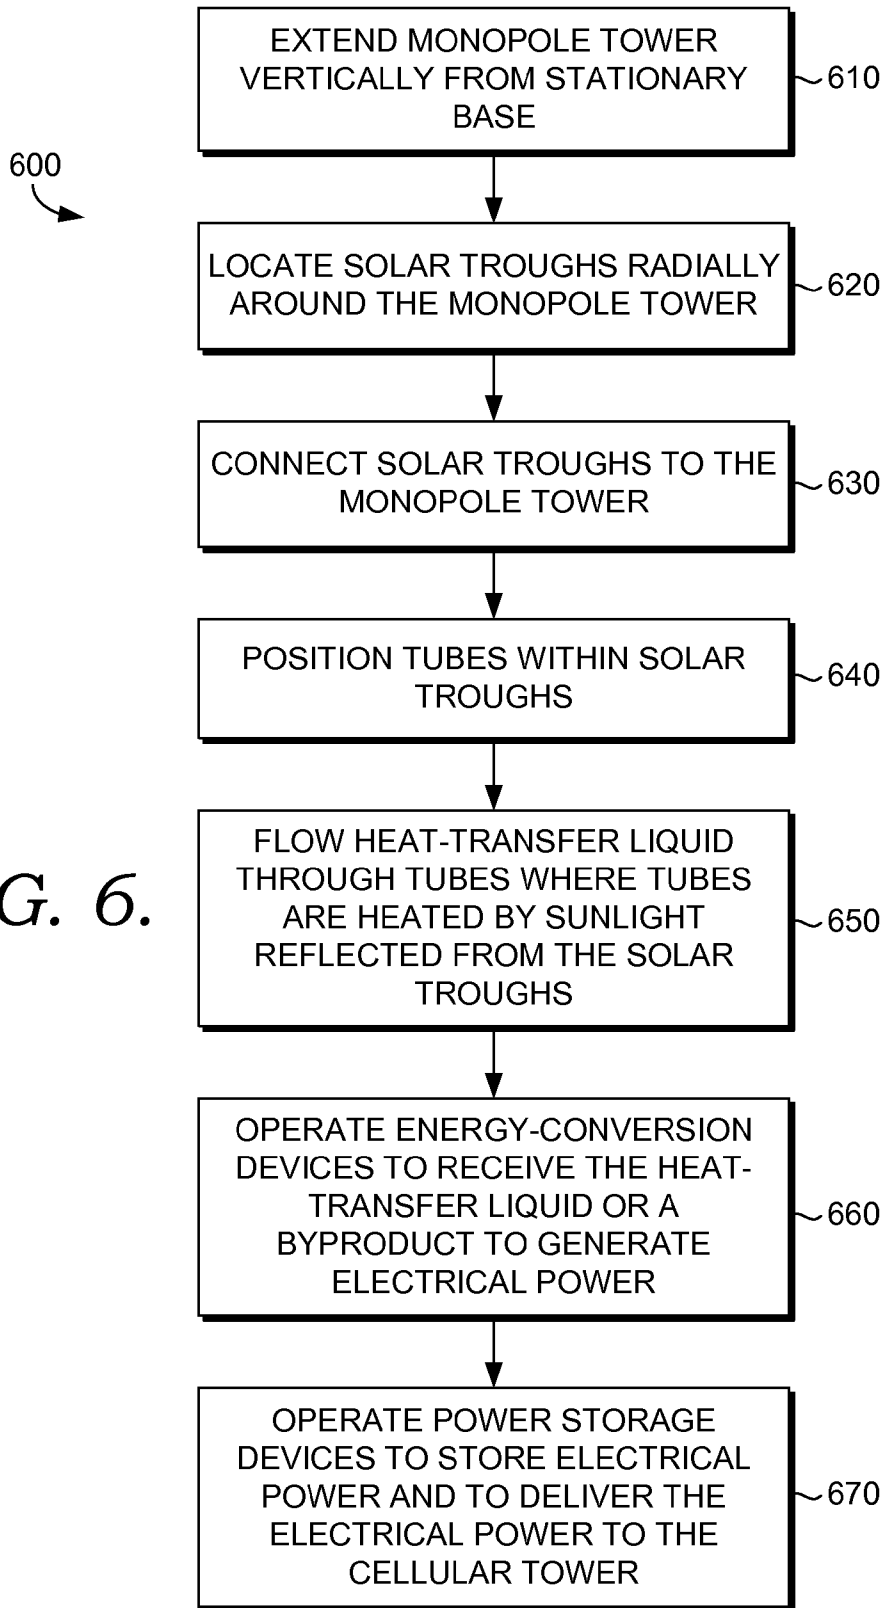 EXTEND MONOPOLE TOWER
VERTICALLY FROM STATIONARY
BASE
610
600
LOCATE SOLAR TROUGHS RADIALLY
AROUND THE MONOPOLE TOWER
620
CONNECT SOLAR TROUGHS TO THE
MONOPOLE TOWER
630
POSITION TUBES WITHIN SOLAR
TROUGHS
640
FLOW HEAT-TRANSFER LIQUID
THROUGH TUBES WHERE TUBES
ARE HEATED BY SUNLIGHT
REFLECTED FROM THE SOLAR
TROUGHS
650
G. 6.
OPERATE ENERGY-CONVERSION
DEVICES TO RECEIVE THE HEAT-
TRANSFER LIQUID OR A
BYPRODUCT TO GENERATE
ELECTRICAL POWER
660
OPERATE POWER STORAGE
DEVICES TO STORE ELECTRICAL
POWER AND TO DELIVER THE
ELECTRICAL POWER TO THE
CELLULAR TOWER
670